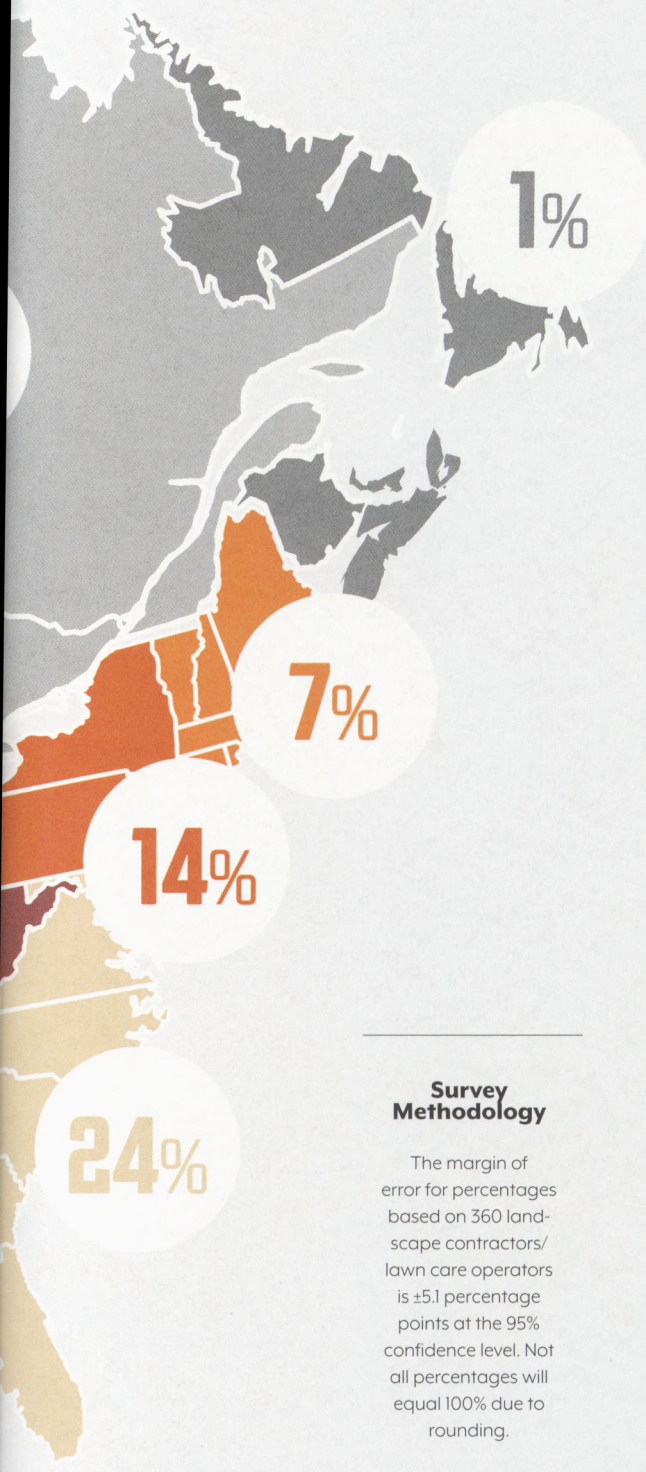 1%
7%
14%
24%
Survey
Methodology
The margin of
error for percentages
based on 360 land-
scape contractors/
lawn care operators
is ±5.1 percentage
points at the 95%
confidence level. Not
all percentages will
equal 100% due to
rounding.